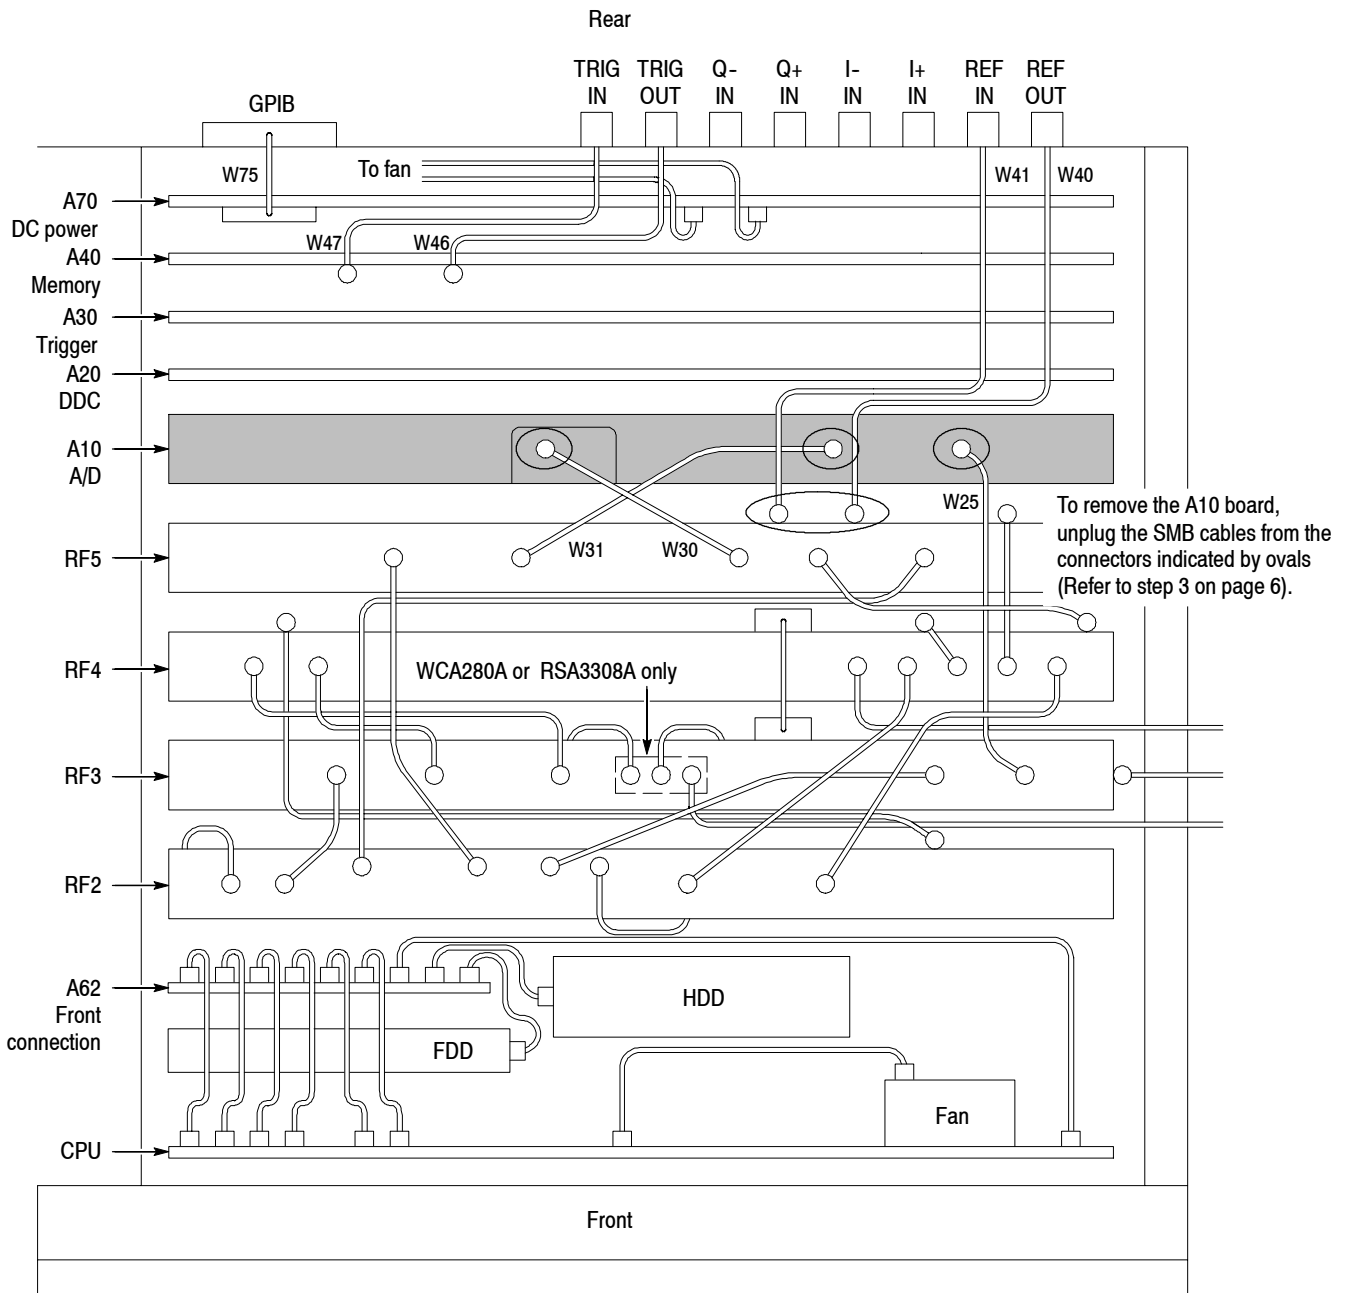 Rear
TRIG IN
TRIG OUT
Q- IN
Q+ IN
I- IN
I+ IN
REF IN
REF OUT
GPIB
W75
To fan
W41
W40
A70
DC power
W47
W46
A40
Memory
A30
Trigger
A20
DDC
A10
A/D
W25
To remove the A10 board,
unplug the SMB cables from the
connectors indicated by ovals
(Refer to step 3 on page 6).
RF5
W31
W30
RF4
WCA280A or RSA3308A only
RF3
RF2
A62
Front
connection
HDD
FDD
Fan
CPU
Front